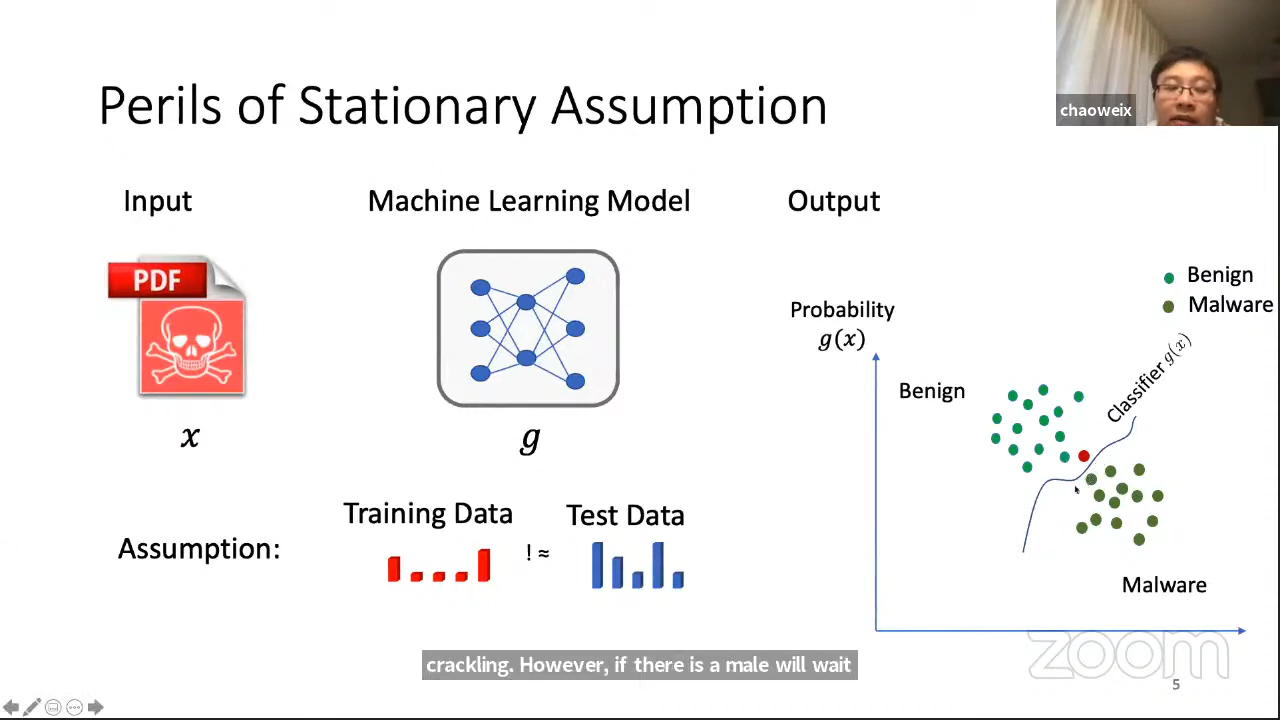 Perils of Stationary Assumption
chaoweix
Input
Machine Learning Model
Output
PDF
Benign
Malware
Probability
g(x)
Classifier g(x)
Benign
x
g
Training Data
Test Data
Assumption:
! ≈
Malware
crackling. However, if there is a male will wait
zoom
5